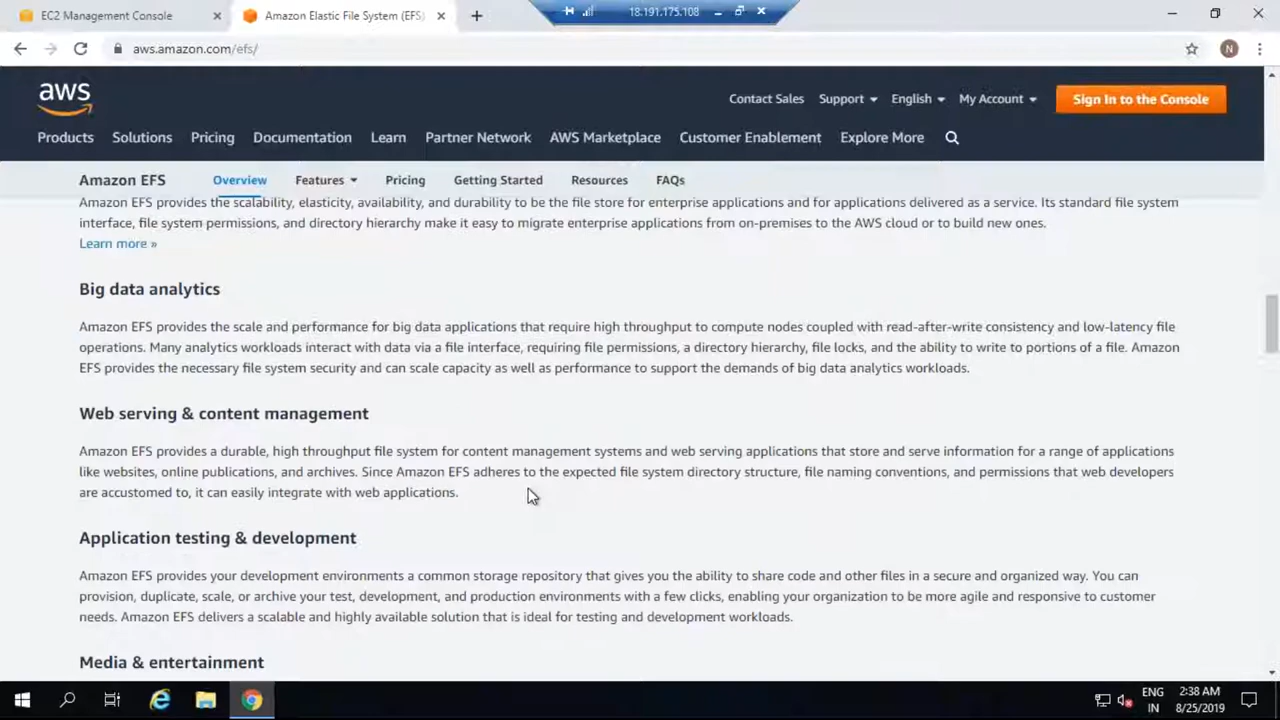 EC2 Management Console
Amazon Elastic File System (EFS)
18.191.175.108
aws.amazon.com/efs/
N
aws
Contact Sales Support English My Account Sign In to the Console
Products Solutions Pricing Documentation Learn Partner Network AWS Marketplace Customer Enablement Explore More
Amazon EFS Overview Features Pricing Getting Started Resources FAQs
Amazon EFS provides the scalability, elasticity, availability, and durability to be the file store for enterprise applications and for applications delivered as a service. Its standard file system
interface, file system permissions, and directory hierarchy make it easy to migrate enterprise applications from on-premises to the AWS cloud or to build new ones.
Learn more »
Big data analytics
Amazon EFS provides the scale and performance for big data applications that require high throughput to compute nodes coupled with read-after-write consistency and low-latency file
operations. Many analytics workloads interact with data via a file interface, requiring file permissions, a directory hierarchy, file locks, and the ability to write to portions of a file. Amazon
EFS provides the necessary file system security and can scale capacity as well as performance to support the demands of big data analytics workloads.
Web serving & content management
Amazon EFS provides a durable, high throughput file system for content management systems and web serving applications that store and serve information for a range of applications
like websites, online publications, and archives. Since Amazon EFS adheres to the expected file system directory structure, file naming conventions, and permissions that web developers
are accustomed to, it can easily integrate with web applications.
Application testing & development
Amazon EFS provides your development environments a common storage repository that gives you the ability to share code and other files in a secure and organized way. You can
provision, duplicate, scale, or archive your test, development, and production environments with a few clicks, enabling your organization to be more agile and responsive to customer
needs. Amazon EFS delivers a scalable and highly available solution that is ideal for testing and development workloads.
Media & entertainment
ENG
IN
2:38 AM
8/25/2019